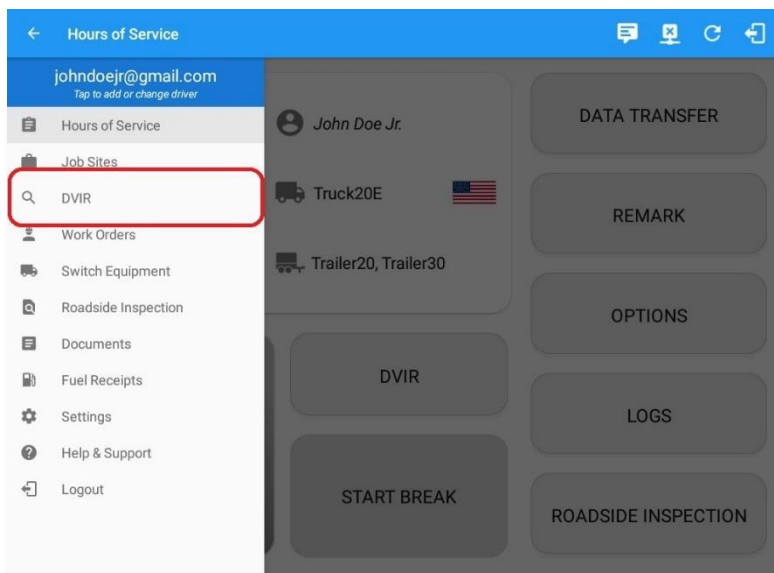 Hours of Service
johndoejr@gmail.com
Tap to add or change driver
Hours of Service
Job Sites
DVIR
Work Orders
Switch Equipment
Roadside Inspection
Documents
Fuel Receipts
Settings
Help & Support
Logout
John Doe Jr.
Truck20E
Trailer20, Trailer30
DVIR
START BREAK
DATA TRANSFER
REMARK
OPTIONS
LOGS
ROADSIDE INSPECTION